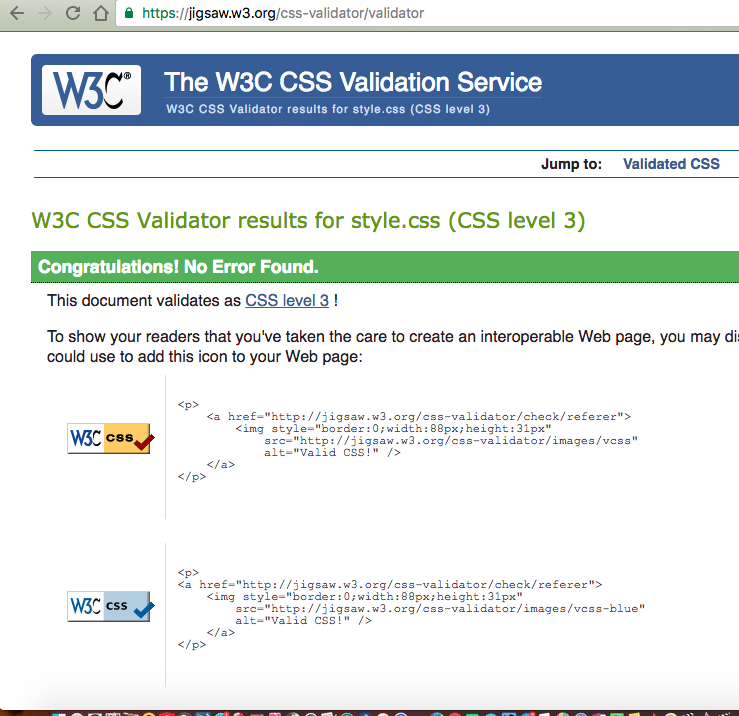 https://jigsaw.w3.org/css-validator/validator
W3C®
The W3C CSS Validation Service
W3C CSS Validator results for style.css (CSS level 3)
Jump to: Validated CSS
W3C CSS Validator results for style.css (CSS level 3)
Congratulations! No Error Found.
This document validates as CSS level 3 !
To show your readers that you've taken the care to create an interoperable Web page, you may
could use to add this icon to your Web page:
W3C css
<p>
<a href="http://jigsaw.w3.org/css-validator/check/referer">
<img style="border:0;width:88px;height:31px"
src="http://jigsaw.w3.org/css-validator/images/vcss"
alt="Valid CSS!" />
</a>
</p>
W3C css
<p>
<a href="http://jigsaw.w3.org/css-validator/check/referer">
<img style="border:0;width:88px;height:31px"
src="http://jigsaw.w3.org/css-validator/images/vcss-blue"
alt="Valid CSS!" />
</a>
</p>